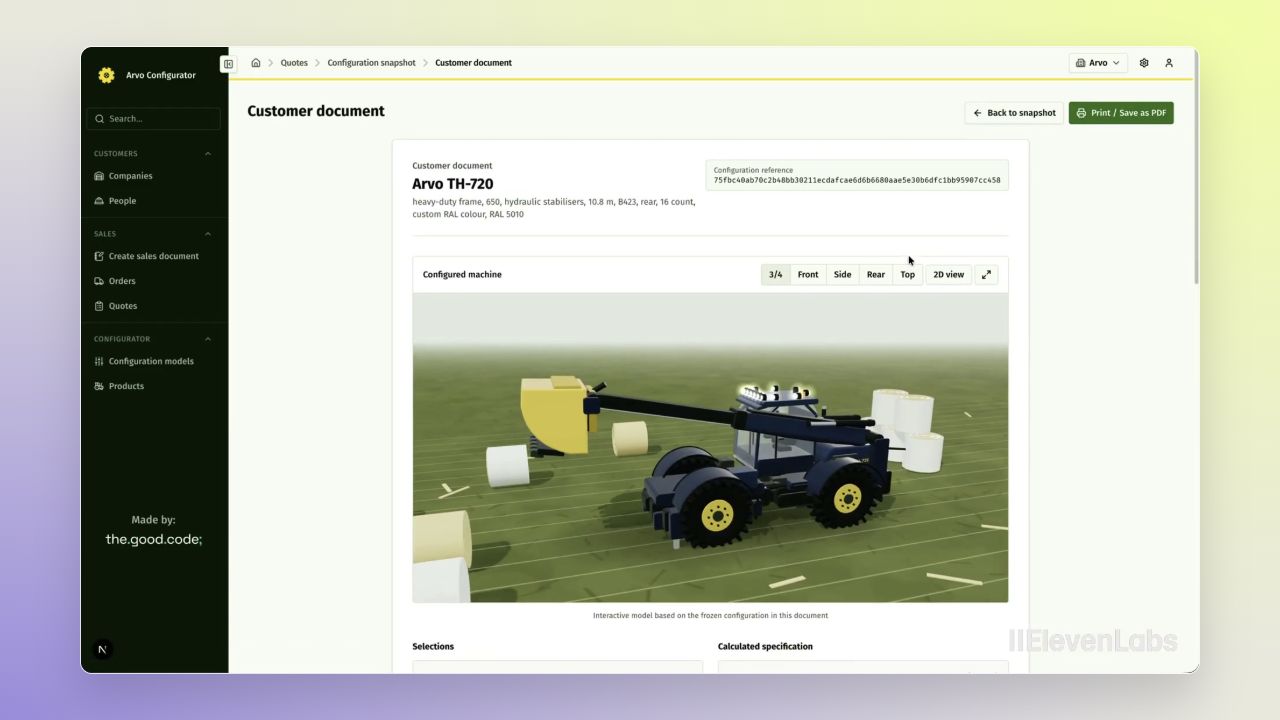 Arvo Configurator
Search...
CUSTOMERS
Companies
People
SALES
Create sales document
Orders
Quotes
CONFIGURATOR
Configuration models
Products
Made by:
the.good.code;
N
Quotes
Configuration snapshot
Customer document
Arvo
Customer document
Back to snapshot
Print / Save as PDF
Customer document
Arvo TH-720
heavy-duty frame, 650, hydraulic stabilisers, 10.8 m, B423, rear, 16 count,
custom RAL colour, RAL 5010
Configuration reference
75fbc40ab70c2b48bb30211ecdafcae6d6b6680aae5e30b6dfc1bb95907cc458
Configured machine
3/4
Front
Side
Rear
Top
2D view
Interactive model based on the frozen configuration in this document
Selections
Calculated specification
IIElevenLabs